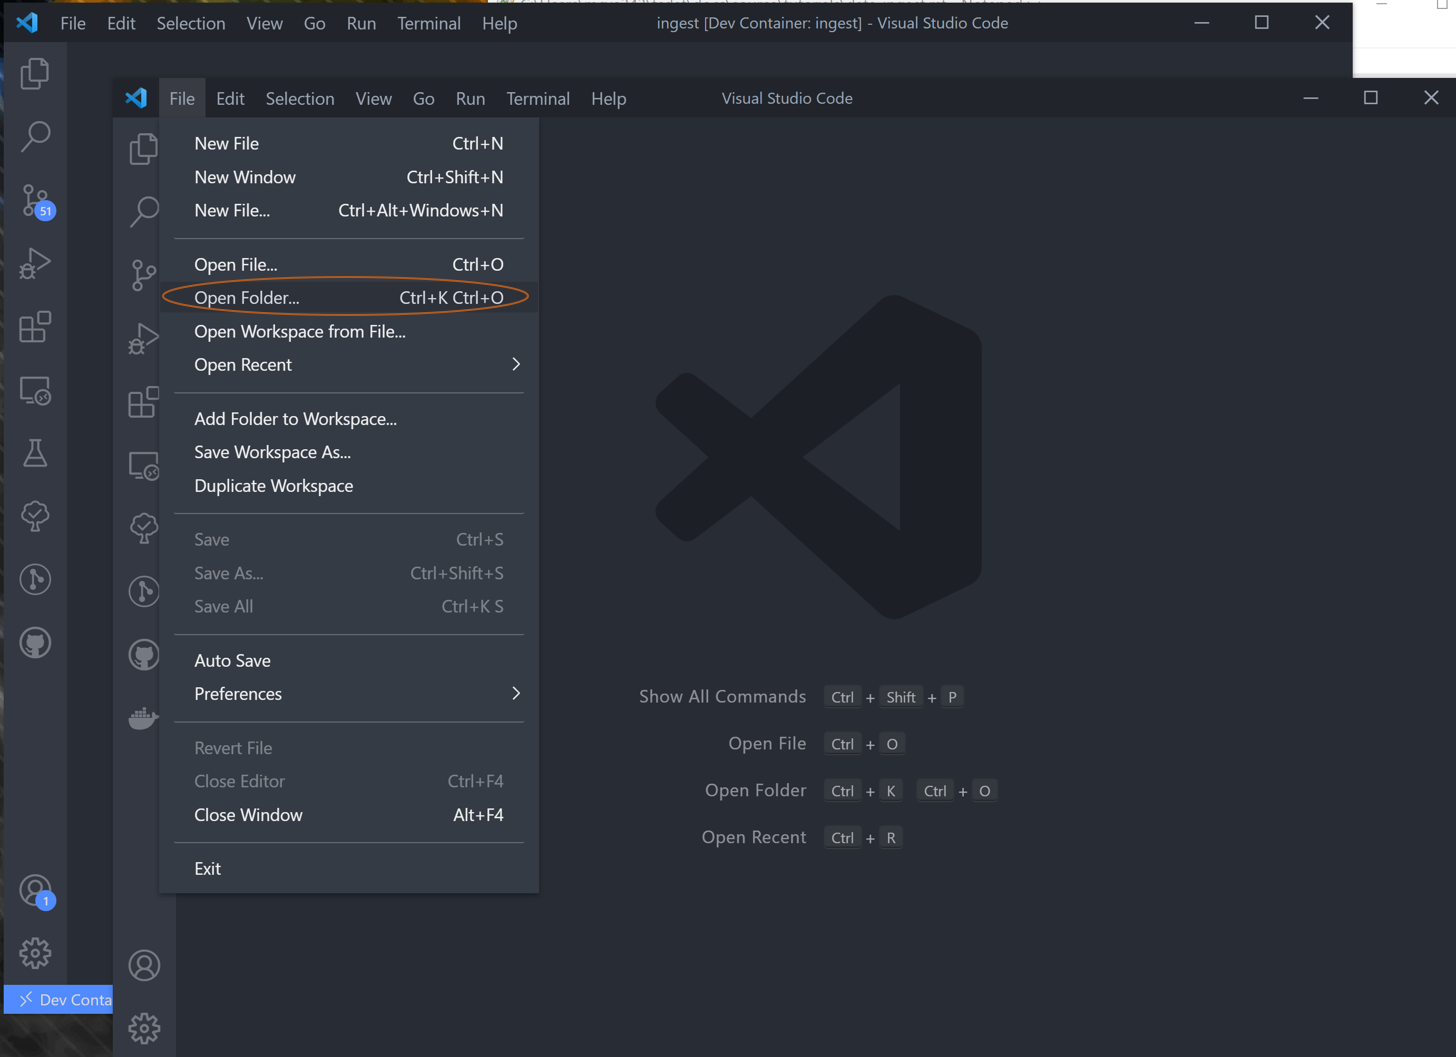 File Edit Selection View Go Run Terminal Help ingest [Dev Container: ingest] - Visual Studio Code
File Edit Selection View Go Run Terminal Help Visual Studio Code
New File Ctrl+N
New Window Ctrl+Shift+N
New File... Ctrl+Alt+Windows+N
Open File... Ctrl+O
Open Folder... Ctrl+K Ctrl+O
Open Workspace from File...
Open Recent
Add Folder to Workspace...
Save Workspace As...
Duplicate Workspace
Save Ctrl+S
Save As... Ctrl+Shift+S
Save All Ctrl+K S
Auto Save
Preferences
Revert File
Close Editor Ctrl+F4
Close Window Alt+F4
Exit
Show All Commands Ctrl + Shift + P
Open File Ctrl + O
Open Folder Ctrl + K Ctrl + O
Open Recent Ctrl + R
51
1
Dev Conta